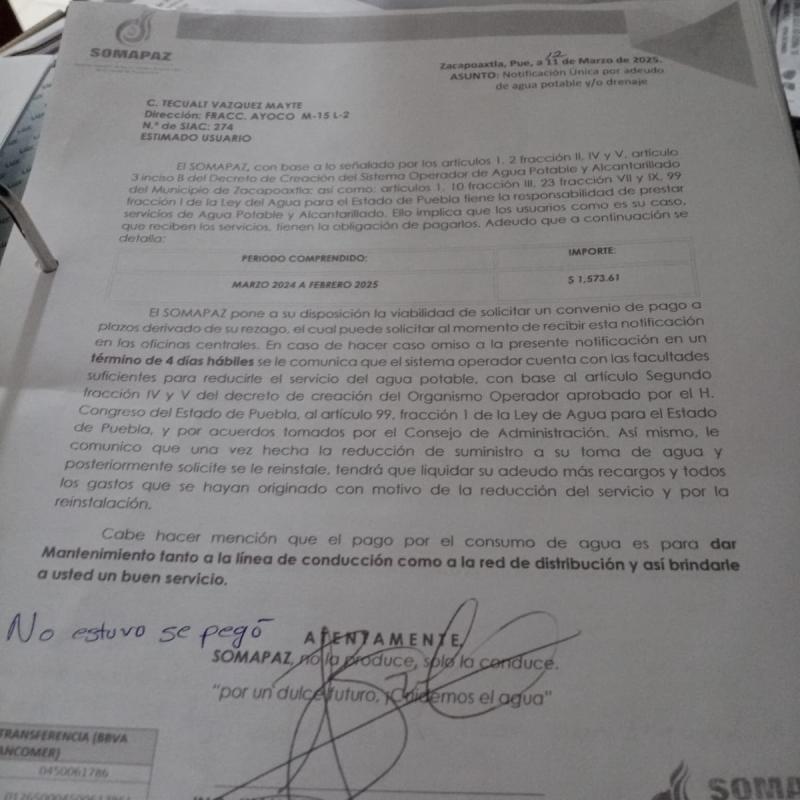 SOMAPAZ
Zacapoaxtla, Pue, a 11 de Marzo de 2025.
12
ASUNTO: Notificación Única por adeudo
de agua potable y/o drenaje
C. TECUALT VAZQUEZ MAYTE
Dirección: FRACC. AYOCO M-15 L-2
N.° de SIAC: 274
ESTIMADO USUARIO
El SOMAPAZ, con base a lo señalado por los artículos 1, 2 fracción II, IV y V, artículo
3 inciso B del Decreto de Creación del Sistema Operador de Agua Potable y Alcantarillado
del Municipio de Zacapoaxtla; así como: artículos 1, 10 fracción III, 23 fracción VII y IX, 99
fracción I de la Ley del Agua para el Estado de Puebla tiene la responsabilidad de prestar
servicios de Agua Potable y Alcantarillado. Ello implica que los usuarios como es su caso,
que reciben los servicios, tienen la obligación de pagarlos. Adeudo que a continuación se
detalla:
PERIODO COMPRENDIDO: IMPORTE:
MARZO 2024 A FEBRERO 2025 $ 1,573.61
El SOMAPAZ pone a su disposición la viabilidad de solicitar un convenio de pago a
plazos derivado de su rezago, el cual puede solicitar al momento de recibir esta notificación
en las oficinas centrales. En caso de hacer caso omiso a la presente notificación en un
término de 4 días hábiles se le comunica que el sistema operador cuenta con las facultades
suficientes para reducirle el servicio del agua potable, con base al artículo Segundo
fracción IV y V del decreto de creación del Organismo Operador aprobado por el H.
Congreso del Estado de Puebla, al artículo 99, fracción 1 de la Ley de Agua para el Estado
de Puebla, y por acuerdos tomados por el Consejo de Administración. Así mismo, le
comunico que una vez hecha la reducción de suministro a su toma de agua y
posteriormente solicite se le reinstale, tendrá que liquidar su adeudo más recargos y todos
los gastos que se hayan originado con motivo de la reducción del servicio y por la
reinstalación.
Cabe hacer mención que el pago por el consumo de agua es para dar
Mantenimiento tanto a la línea de conducción como a la red de distribución y así brindarle
a usted un buen servicio.
No estuvo se pegó
ATENTAMENTE,
SOMAPAZ, no la produce, solo la conduce.
"por un dulce futuro, ¡Cuidemos el agua"
TRANSFERENCIA (BBVA
ANCOMER)
0450061786
SOMA